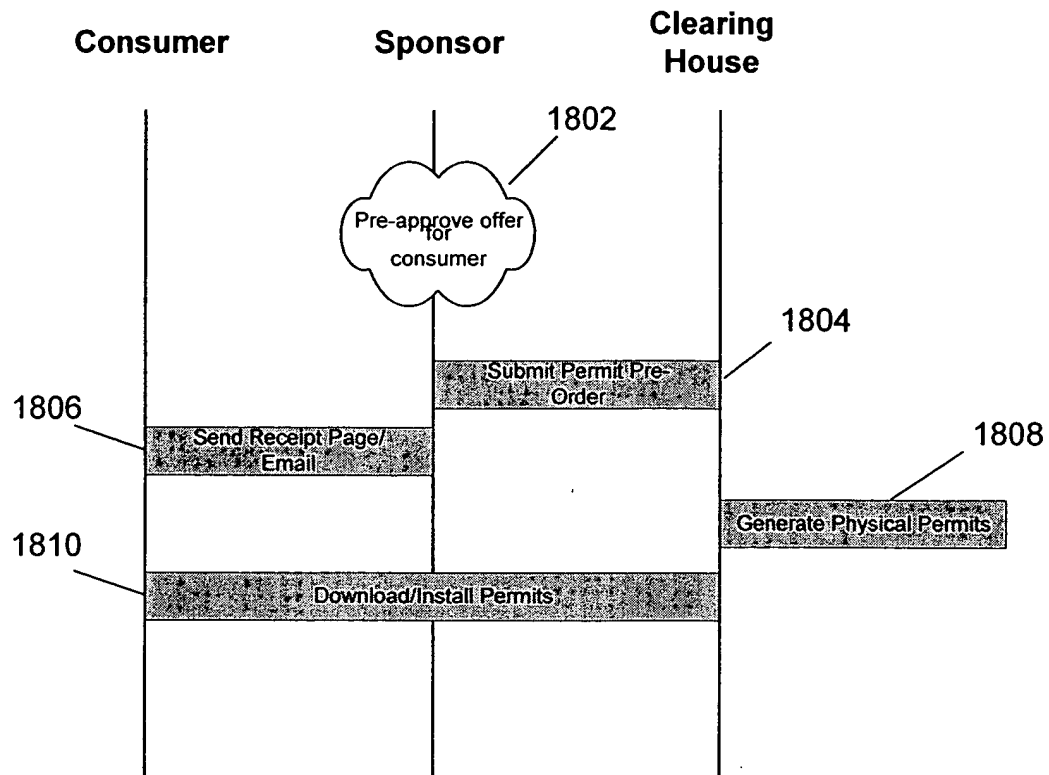 Consumer
Sponsor
Clearing
House
1802
Pre-approve offer
for
consumer
1804
Submit Permit Pre-
Order
1806
Send Receipt Page/
Email
1808
Generate Physical Permits
1810
Download/Install Permits